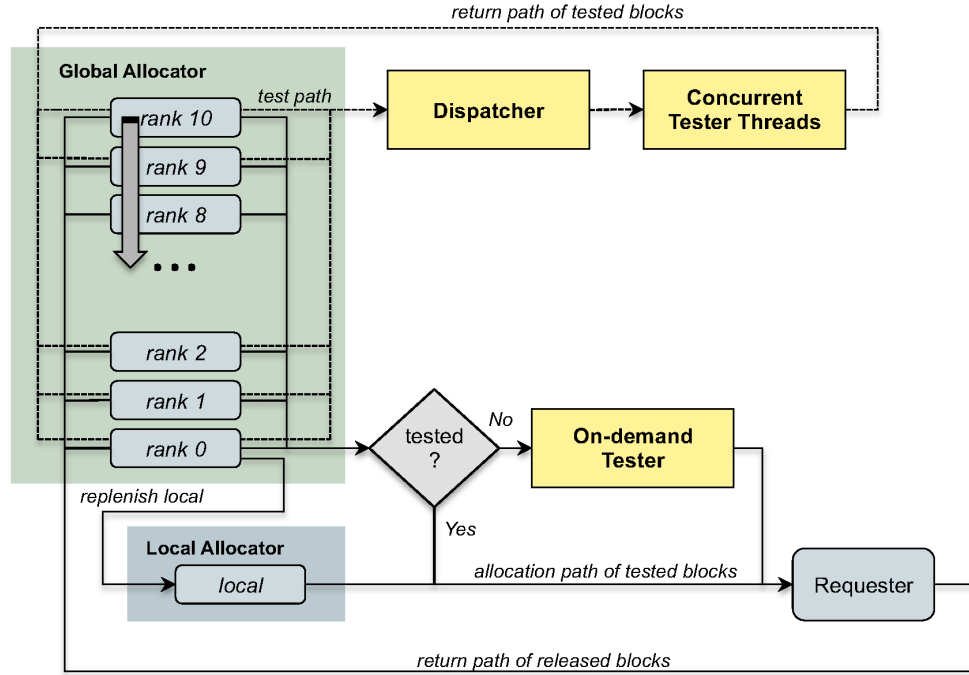 return path of tested blocks
Global Allocator
test path
rank 10
Dispatcher
Concurrent
Tester Threads
rank 9
rank 8
...
rank 2
rank 1
rank 0
tested
?
No
On-demand
Tester
replenish local
Yes
Local Allocator
local
allocation path of tested blocks
Requester
return path of released blocks